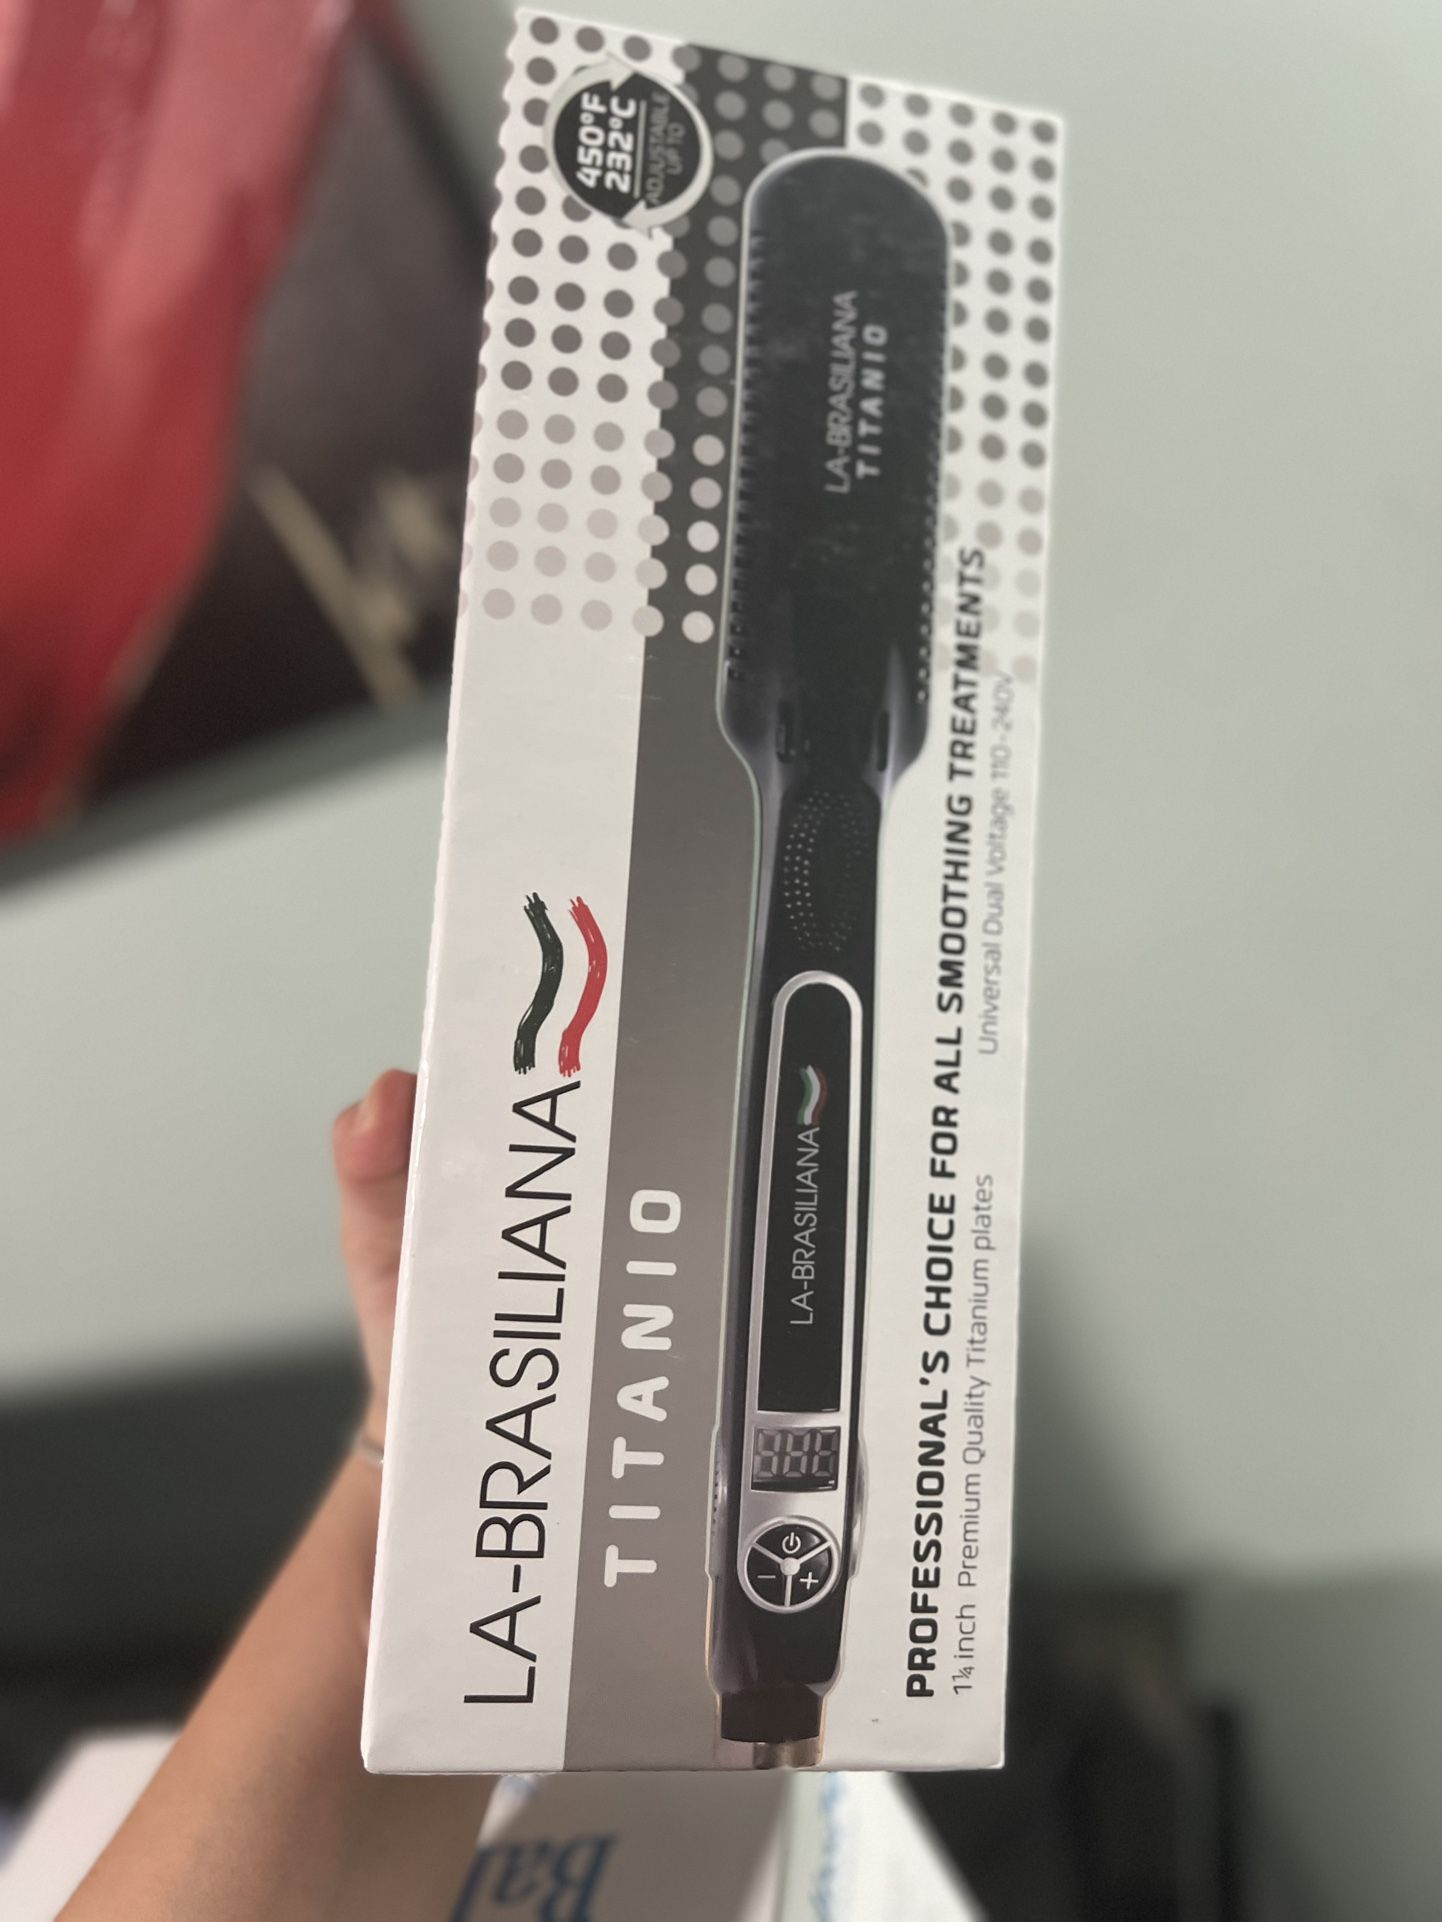 450°F
232°C
ADJUSTABLE
UP TO
LA-BRASILIANA
TITANIO
LA-BRASILIANA
TITANIO
LA-BRASILIANA
PROFESSIONAL'S CHOICE FOR ALL SMOOTHING TREATMENTS
1¼ inch Premium Quality Titanium plates Universal Dual Voltage 110-240V
Bal